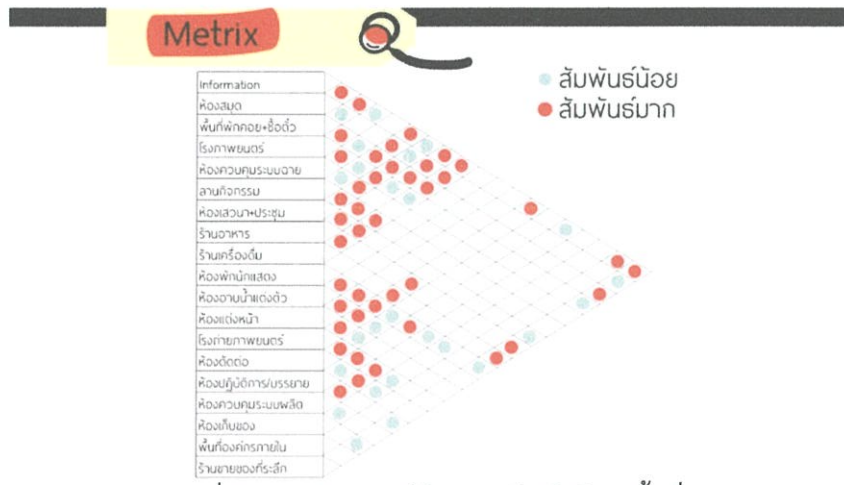 Metrix
สัมพันธ์น้อย
สัมพันธ์มาก
Information
ห้องสมุด
พื้นที่พักคอย+ซื้อตั๋ว
โรงภาพยนตร์
ห้องควบคุมระบบฉาย
ลานกิจกรรม
ห้องเสวนา+ประชุม
ร้านอาหาร
ร้านเครื่องดื่ม
ห้องพักนักแสดง
ห้องอาบน้ำแต่งตัว
ห้องแต่งหน้า
โรงถ่ายภาพยนตร์
ห้องตัดต่อ
ห้องปฏิบัติการ/บรรยาย
ห้องควบคุมระบบผลิต
ห้องเก็บของ
พื้นที่องค์กรภายใน
ร้านขายของที่ระลึก